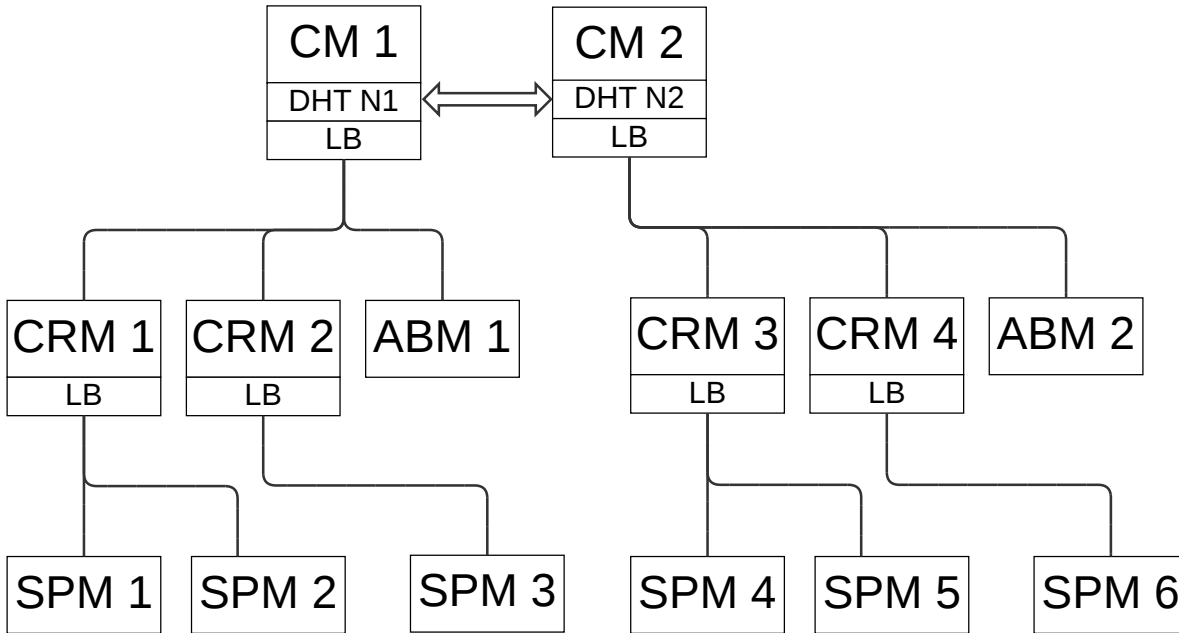 CM 1
DHT N1
LB
CM 2
DHT N2
LB
CRM 1
LB
CRM 2
LB
ABM 1
CRM 3
LB
CRM 4
LB
ABM 2
SPM 1
SPM 2
SPM 3
SPM 4
SPM 5
SPM 6